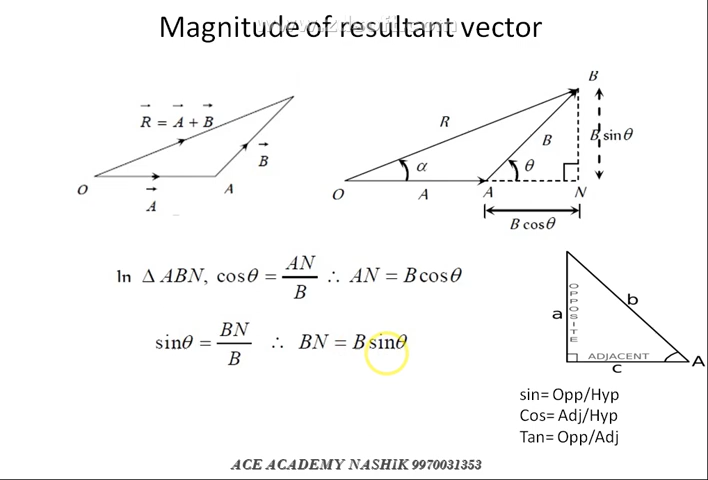 Magnitude of resultant vector
R = A + B
B
O
A
A
B
R
B
B sinθ
α
θ
O
A
A
N
B cosθ
In Δ ABN, cosθ = AN/B ∴ AN = B cosθ
sinθ = BN/B ∴ BN = B sinθ
a
OPPOSITE
b
ADJACENT
A
c
sin= Opp/Hyp
Cos= Adj/Hyp
Tan= Opp/Adj
ACE ACADEMY NASHIK 9970031353